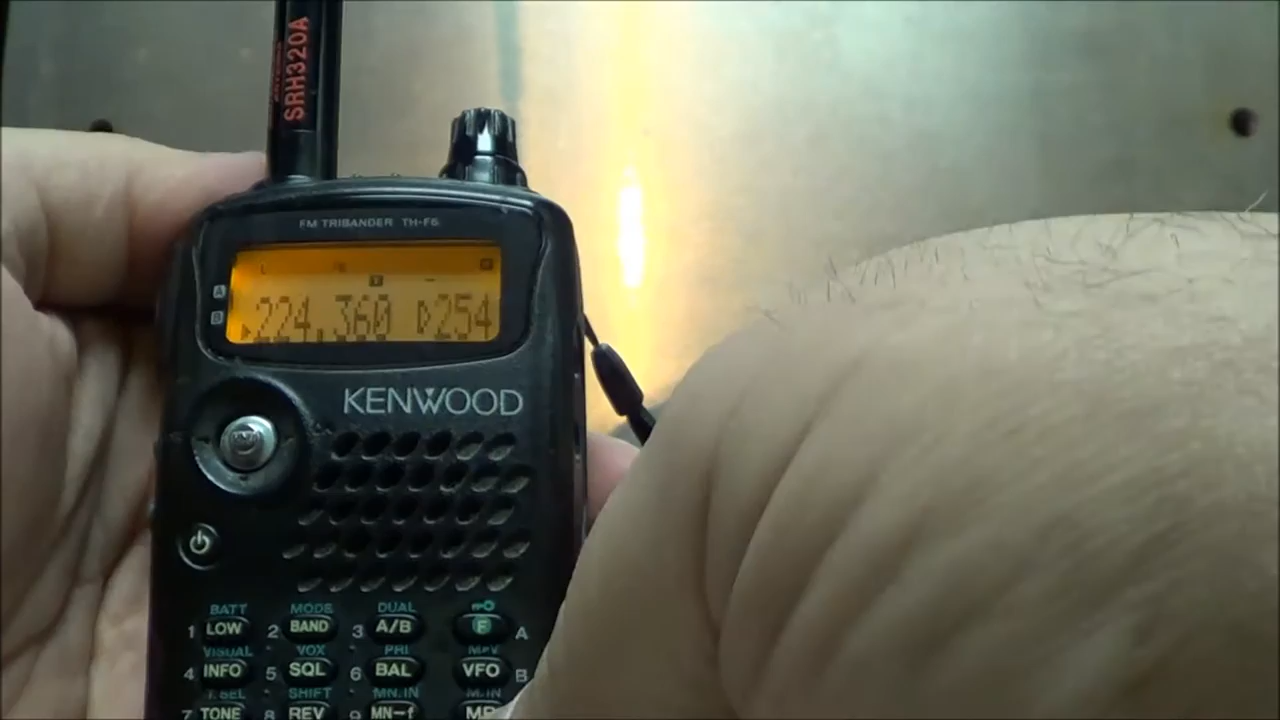 SRH320A
FM TRIBANDER TH-F6
A
B
224.360 254
KENWOOD
BATT MODE DUAL
1 LOW 2 BAND 3 A/B F A
VISUAL VOX PRI
4 INFO 5 SQL 6 BAL VFO B
T.SEL SHIFT MN.IN M.IN
7 TONE 8 REV 9 MN-f MR